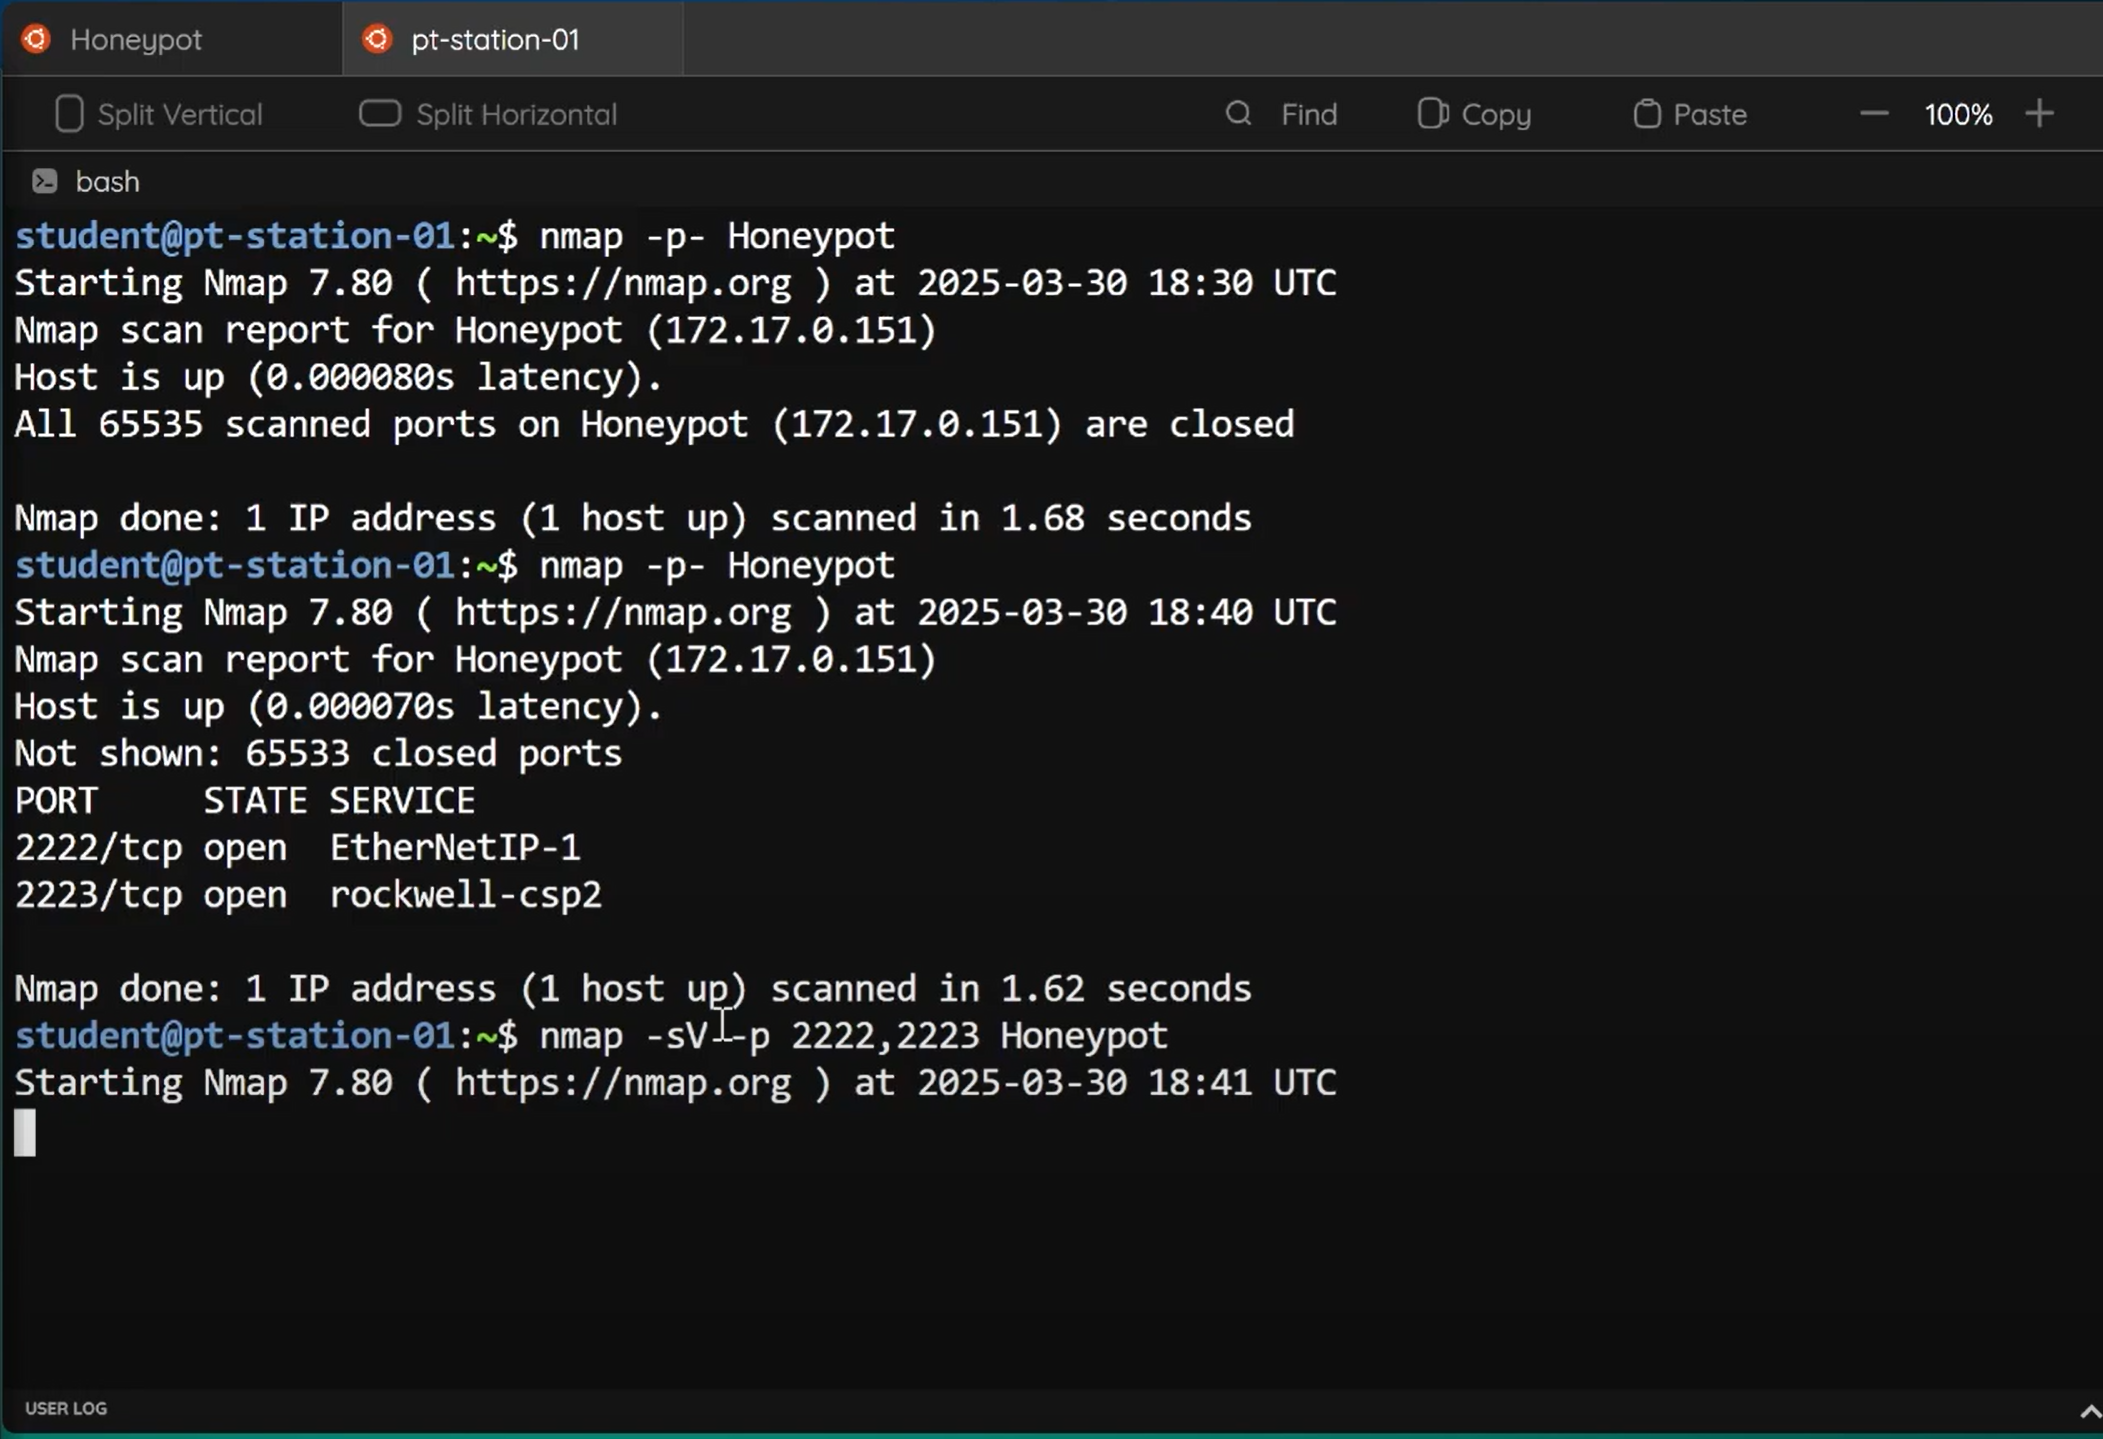 Honeypot pt-station-01
Split Vertical Split Horizontal Find Copy Paste 100%
bash
student@pt-station-01:~$ nmap -p- Honeypot
Starting Nmap 7.80 ( https://nmap.org ) at 2025-03-30 18:30 UTC
Nmap scan report for Honeypot (172.17.0.151)
Host is up (0.000080s latency).
All 65535 scanned ports on Honeypot (172.17.0.151) are closed
Nmap done: 1 IP address (1 host up) scanned in 1.68 seconds
student@pt-station-01:~$ nmap -p- Honeypot
Starting Nmap 7.80 ( https://nmap.org ) at 2025-03-30 18:40 UTC
Nmap scan report for Honeypot (172.17.0.151)
Host is up (0.000070s latency).
Not shown: 65533 closed ports
PORT     STATE SERVICE
2222/tcp open  EtherNetIP-1
2223/tcp open  rockwell-csp2
Nmap done: 1 IP address (1 host up) scanned in 1.62 seconds
student@pt-station-01:~$ nmap -sV -p 2222,2223 Honeypot
Starting Nmap 7.80 ( https://nmap.org ) at 2025-03-30 18:41 UTC
USER LOG